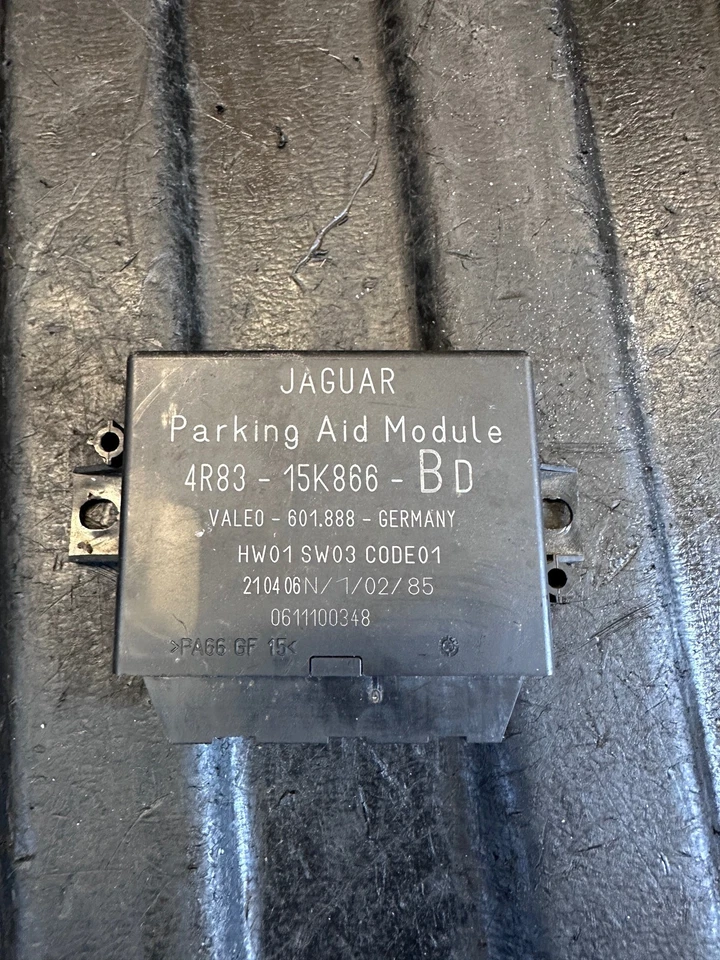 JAGUAR
Parking Aid Module
4R83 - 15K866 - BD
VALEO - 601.888 - GERMANY
HW01 SW03 CODE01
210406N/1/02/85
0611100348
>PA66 GF 15<